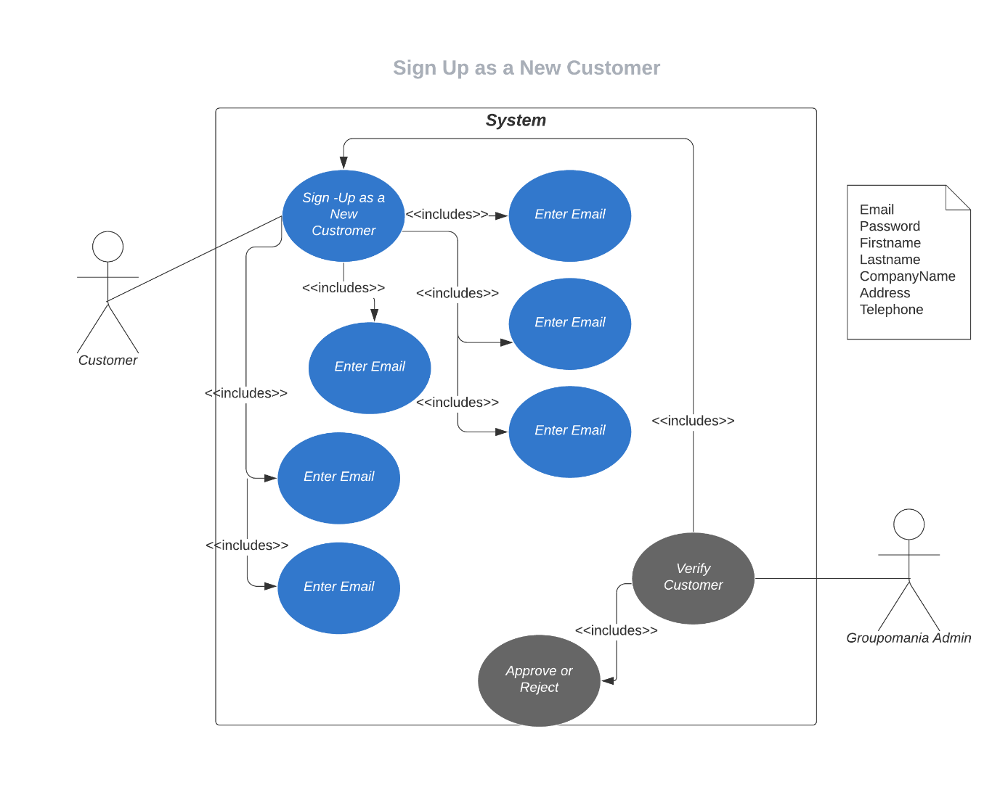 Sign Up as a New Customer
System
Sign -Up as a
New
Custromer
<<includes>>
Enter Email
Email
Password
Firstname
Lastname
CompanyName
Address
Telephone
<<includes>>
<<includes>>
Enter Email
Customer
Enter Email
<<includes>>
<<includes>>
Enter Email
<<includes>>
Enter Email
<<includes>>
Enter Email
Verify
Customer
<<includes>>
Groupomania Admin
Approve or
Reject